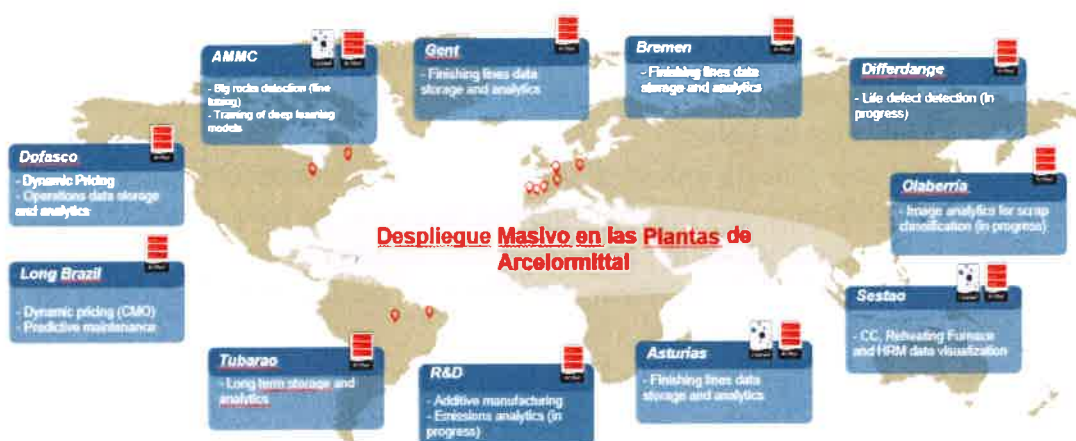 AMMC
- Big rocks detection (fine tuning)
- Training of deep learning models
Gent
- Finishing lines data
storage and analytics
Bremen
- Finishing lines data
storage and analytics
Differdange
- Life defect detection (in
progress)
Dofasco
- Dynamic Pricing
- Operations data storage
and analytics
Olaberria
- Image analytics for scrap
classification (in progress)
Despliegue Masivo en las Plantas de
Arcelormittal
Long Brazil
- Dynamic pricing (CMO)
- Predictive maintenance
Sestao
- CC, Reheating Furnace
and HRM data visualization
Tubarao
- Long term storage and
analytics
R&D
- Additive manufacturing
- Emissions analytics (in
progress)
Asturias
- Finishing lines data
storage and analytics